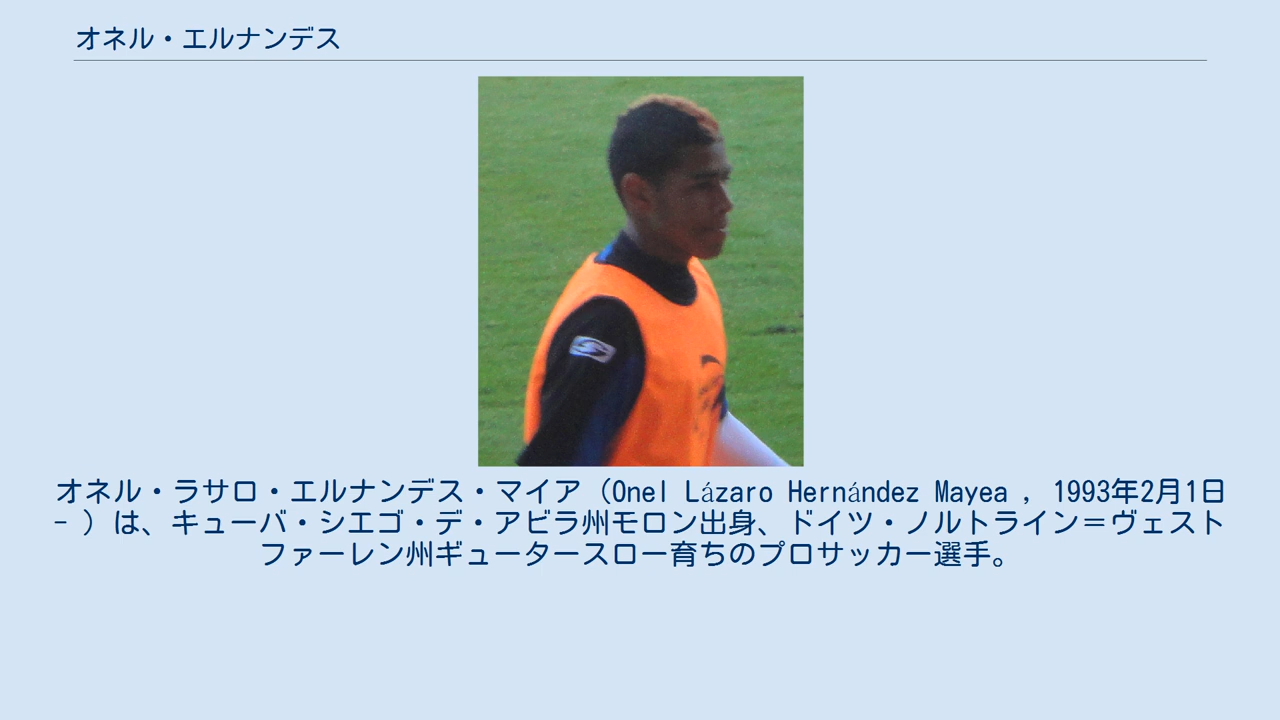 オネル・エルナンデス
オネル・ラサロ・エルナンデス・マイア（Onel Lázaro Hernández Mayea , 1993年2月1日
- ）は、キューバ・シエゴ・デ・アビラ州モロン出身、ドイツ・ノルトライン＝ヴェスト
ファーレン州ギュータースロー育ちのプロサッカー選手。